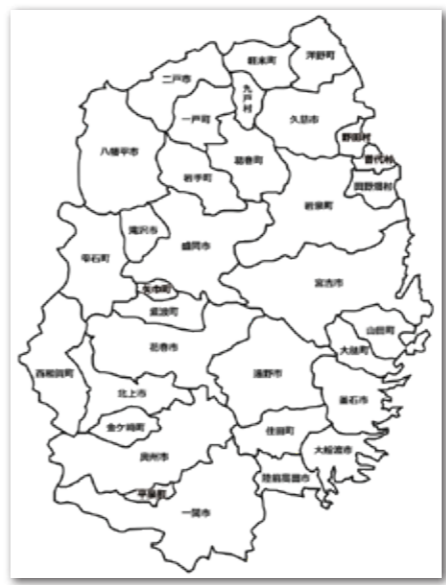 洋野町
軽米町
二戸市
九戸村
一戸町
久慈市
野田村
普代村
八幡平市
葛巻町
岩手町
田野畑村
岩泉町
滝沢市
盛岡市
雫石町
宮古市
矢巾町
紫波町
山田町
大槌町
花巻市
西和賀町
遠野市
北上市
釜石市
金ケ崎町
住田町
奥州市
大船渡市
陸前高田市
平泉町
一関市